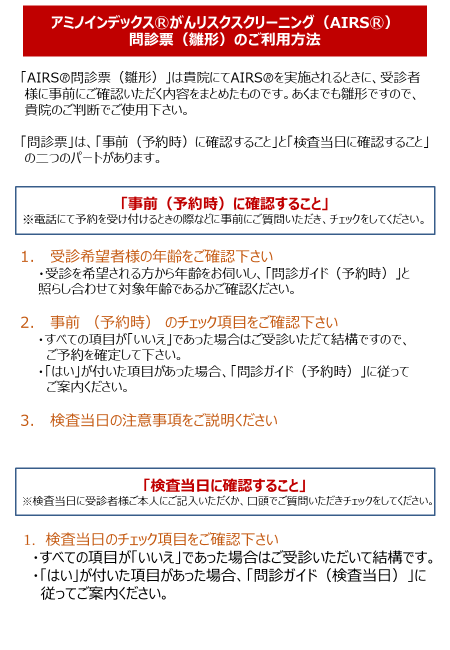 アミノインデックス®がんリスクスクリーニング（AIRS®）
問診票（雛形）のご利用方法
「AIRS®問診票（雛形）」は貴院にてAIRS®を実施されるときに、受診者
様に事前にご確認いただく内容をまとめたものです。あくまでも雛形ですので、
貴院のご判断でご使用下さい。
「問診票」は、「事前（予約時）に確認すること」と「検査当日に確認すること」
の二つのパートがあります。
「事前（予約時）に確認すること」
※電話にて予約を受け付けるときの際などに事前にご質問いただき、チェックをしてください。
1. 受診希望者様の年齢をご確認下さい
・受診を希望される方から年齢をお伺いし、「問診ガイド（予約時）」と
照らし合わせて対象年齢であるかご確認ください。
2. 事前 （予約時） のチェック項目をご確認下さい
・すべての項目が「いいえ」であった場合はご受診いただて結構ですので、
ご予約を確定して下さい。
・「はい」が付いた項目があった場合、「問診ガイド（予約時）」に従って
ご案内ください。
3. 検査当日の注意事項をご説明ください
「検査当日に確認すること」
※検査当日に受診者様ご本人にご記入いただくか、口頭でご質問いただきチェックをしてください。
1. 検査当日のチェック項目をご確認下さい
・すべての項目が「いいえ」であった場合はご受診いただいて結構です。
・「はい」が付いた項目があった場合、「問診ガイド（検査当日）」に
従ってご案内ください。